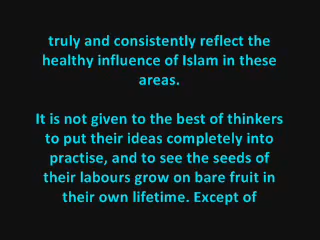 truly and consistently reflect the
healthy influence of Islam in these
areas.
It is not given to the best of thinkers
to put their ideas completely into
practise, and to see the seeds of
their labours grow on bare fruit in
their own lifetime. Except of